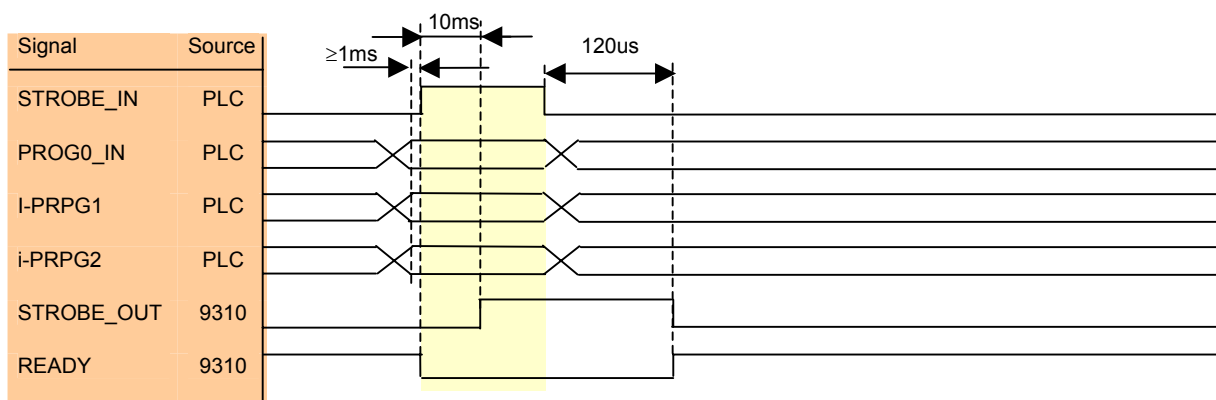 10ms
Signal Source
≥1ms
120us
STROBE_IN PLC
PROG0_IN PLC
I-PRPG1 PLC
i-PRPG2 PLC
STROBE_OUT 9310
READY 9310